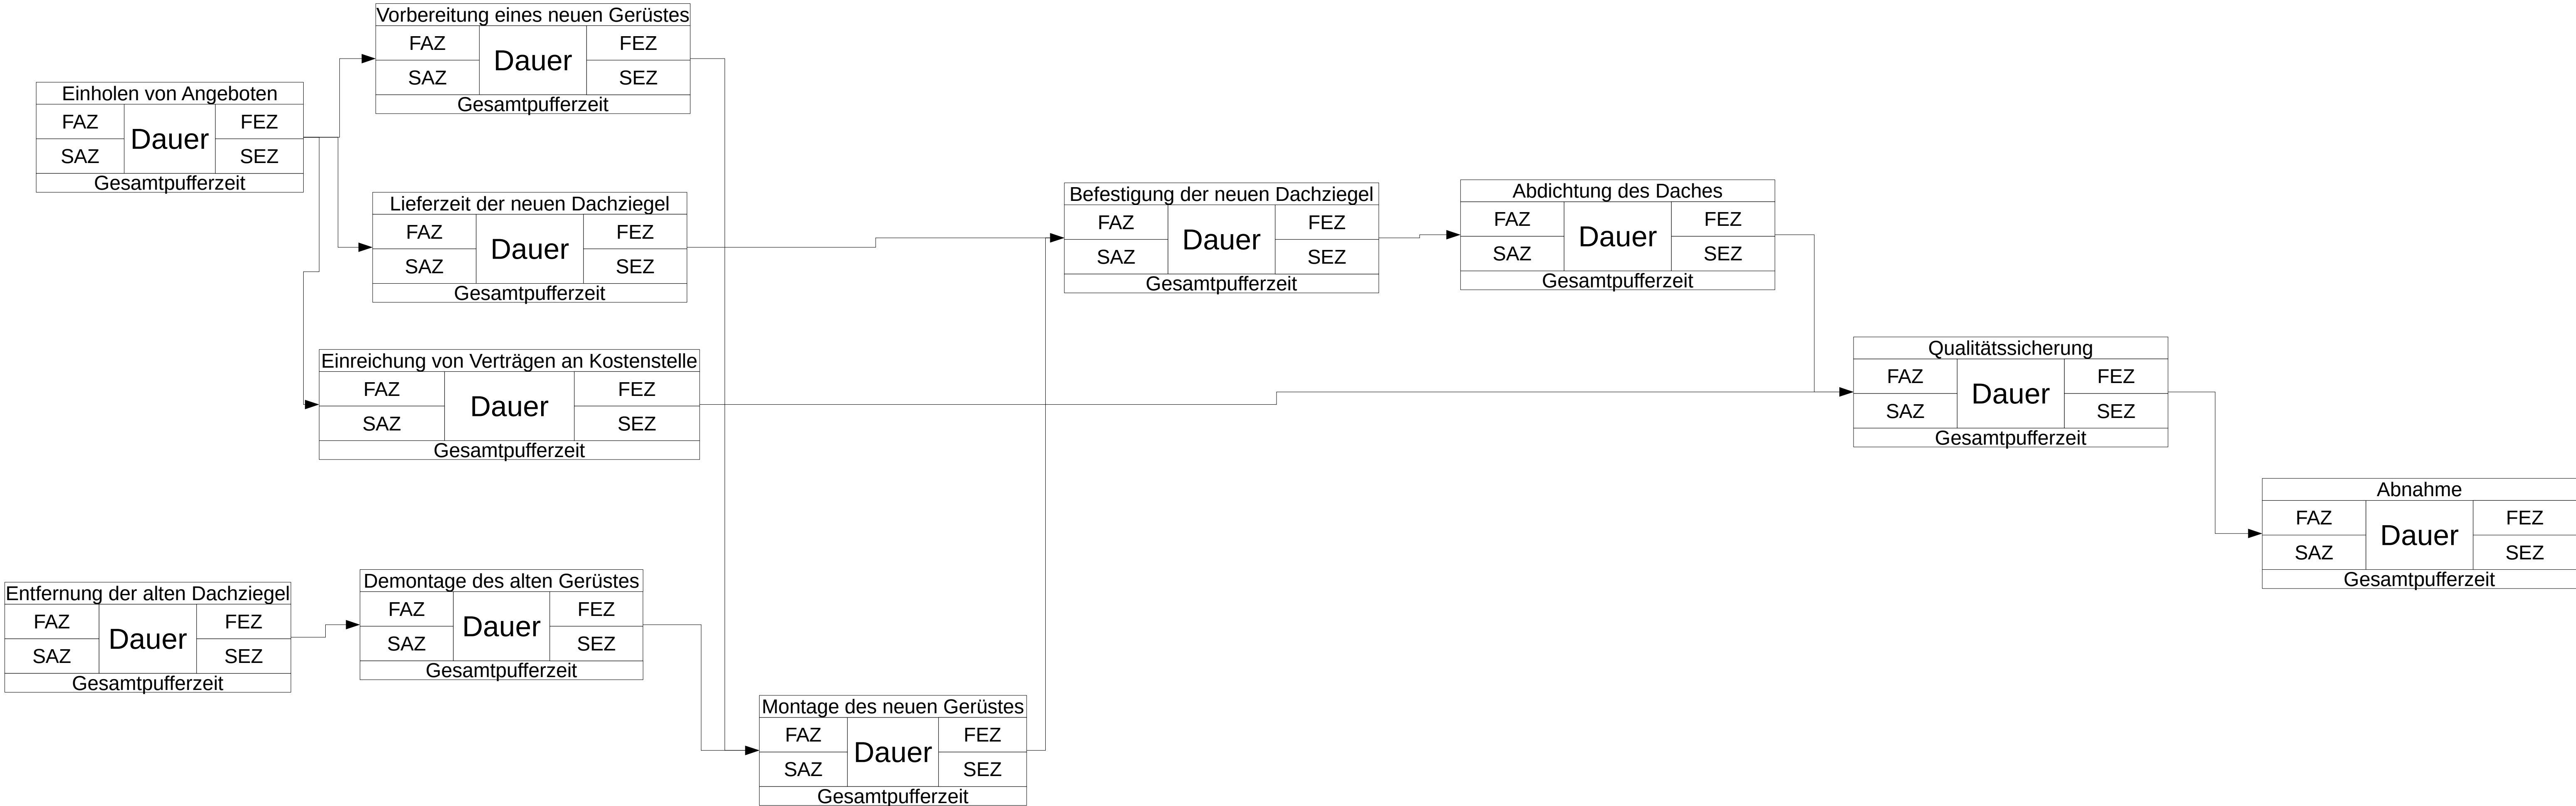 Vorbereitung eines neuen Gerüstes
FAZ
Dauer
FEZ
SAZ
SEZ
Gesamtpufferzeit
Einholen von Angeboten
FAZ
Dauer
FEZ
SAZ
SEZ
Gesamtpufferzeit
Lieferzeit der neuen Dachziegel
FAZ
Dauer
FEZ
SAZ
SEZ
Gesamtpufferzeit
Befestigung der neuen Dachziegel
FAZ
Dauer
FEZ
SAZ
SEZ
Gesamtpufferzeit
Abdichtung des Daches
FAZ
Dauer
FEZ
SAZ
SEZ
Gesamtpufferzeit
Einreichung von Verträgen an Kostenstelle
FAZ
Dauer
FEZ
SAZ
SEZ
Gesamtpufferzeit
Qualitätssicherung
FAZ
Dauer
FEZ
SAZ
SEZ
Gesamtpufferzeit
Abnahme
FAZ
Dauer
FEZ
SAZ
SEZ
Gesamtpufferzeit
Entfernung der alten Dachziegel
FAZ
Dauer
FEZ
SAZ
SEZ
Gesamtpufferzeit
Demontage des alten Gerüstes
FAZ
Dauer
FEZ
SAZ
SEZ
Gesamtpufferzeit
Montage des neuen Gerüstes
FAZ
Dauer
FEZ
SAZ
SEZ
Gesamtpufferzeit